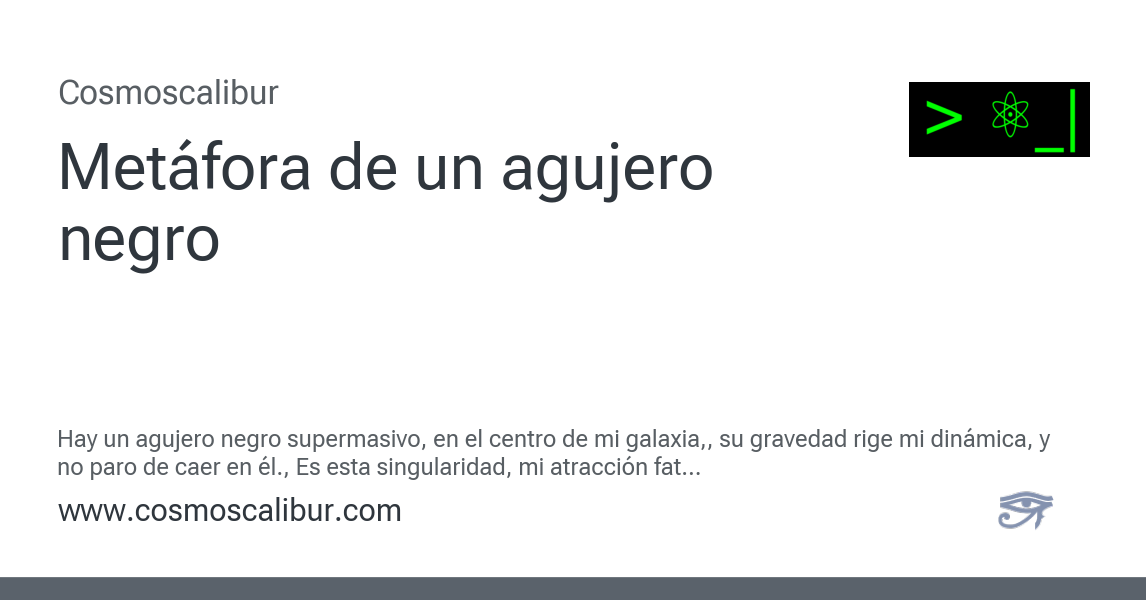 Cosmoscalibur
> ⚛_|
Metáfora de un agujero
negro
Hay un agujero negro supermasivo, en el centro de mi galaxia,, su gravedad rige mi dinámica, y
no paro de caer en él., Es esta singularidad, mi atracción fat...
www.cosmoscalibur.com